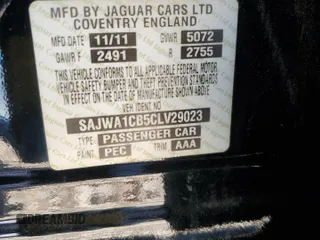 MFD BY JAGUAR CARS LTD
COVENTRY ENGLAND
MFD DATE 11/11 GVWR 5072
GAWR F 2491 R 2755
THIS VEHICLE CONFORMS TO ALL APPLICABLE
FEDERAL MOTOR VEHICLE
SAFETY BUMPER AND THEFT PREVENTION
STANDARDS IN EFFECT ON THE DATE OF
MANUFACTURE SHOWN ABOVE
VEH IDENT NO
SAJWA1CB5CLV29023
TYPE PASSENGER CAR
PAINT PEC TRIM AAA